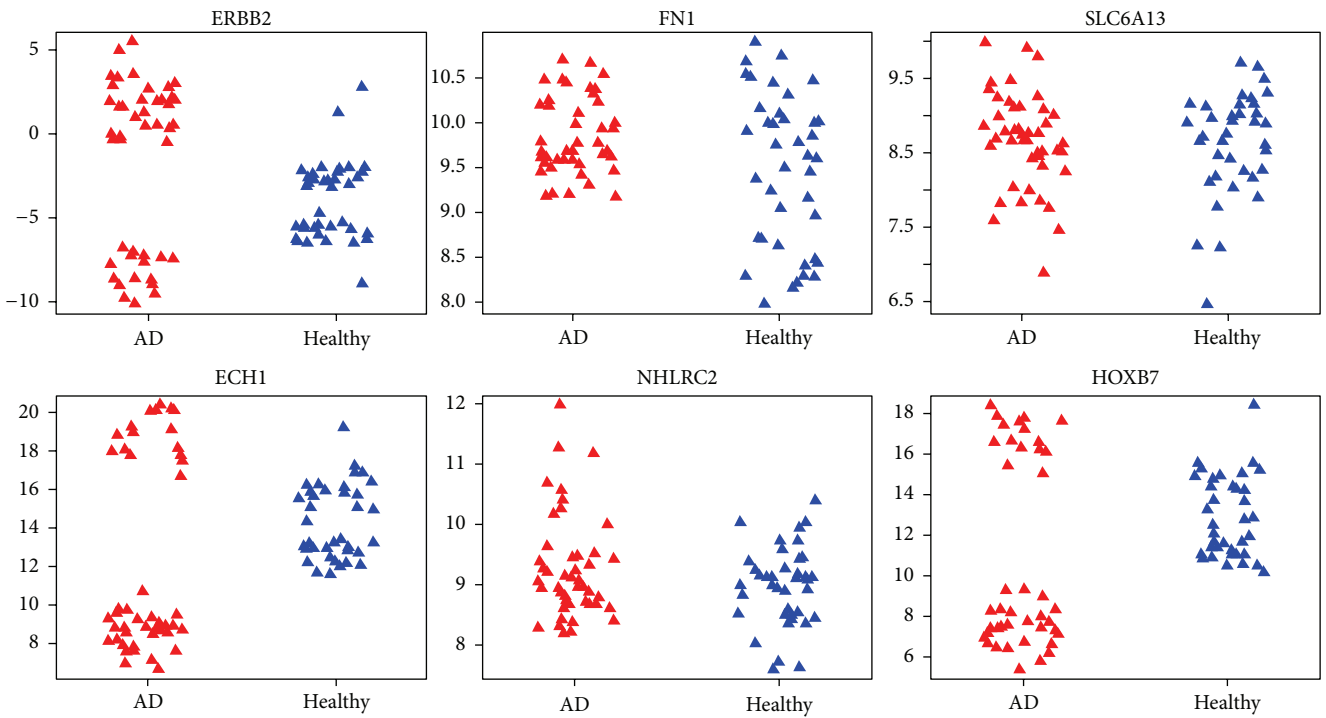 ERBB2
5
0
−5
−10
AD
Healthy
FN1
10.5
10.0
9.5
9.0
8.5
8.0
AD
Healthy
SLC6A13
9.5
8.5
7.5
6.5
AD
Healthy
ECH1
20
18
16
14
12
10
8
AD
Healthy
NHLRC2
12
11
10
9
8
AD
Healthy
HOXB7
18
16
14
12
10
8
6
AD
Healthy